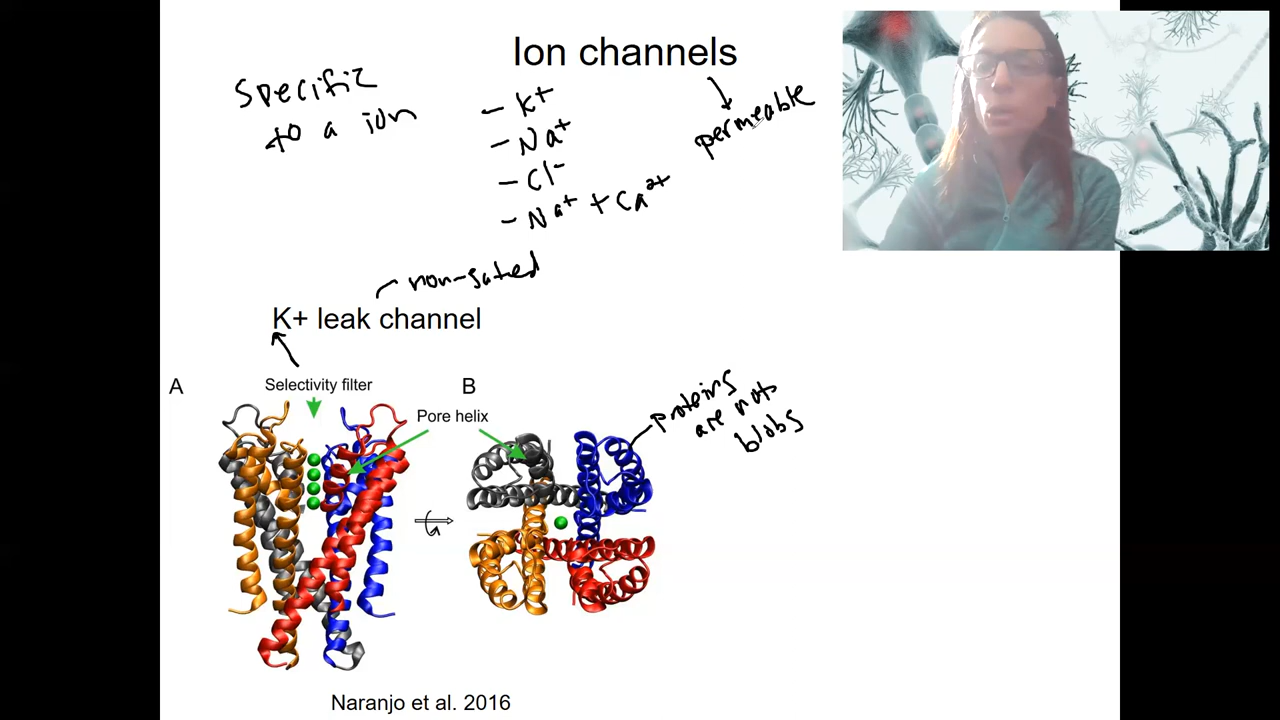 Ion channels
Specific
to a ion
- K+
- Na+
- Cl-
- Na+ + Ca2+
permeable
non-gated
K+ leak channel
A
Selectivity filter
B
Pore helix
proteins
are not
blobs
Naranjo et al. 2016